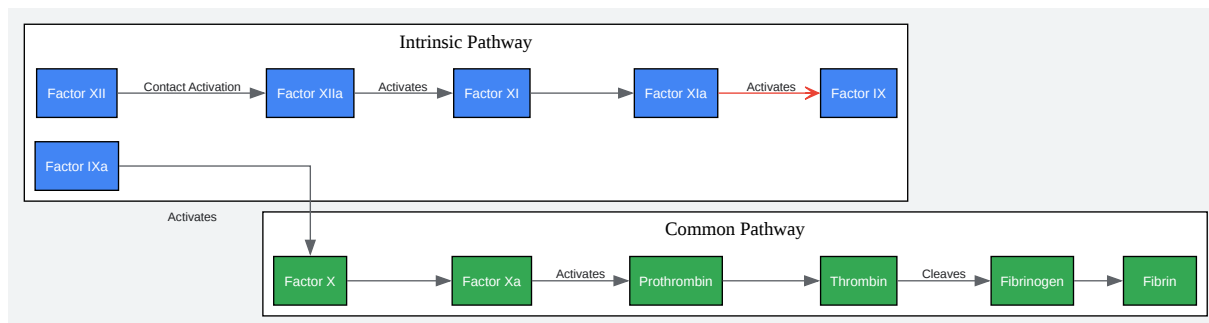 Intrinsic Pathway
Factor XII
Contact Activation
Factor XIIa
Activates
Factor XI
Factor XIa
Activates
Factor IX
Factor IXa
Activates
Common Pathway
Factor X
Factor Xa
Activates
Prothrombin
Thrombin
Cleaves
Fibrinogen
Fibrin